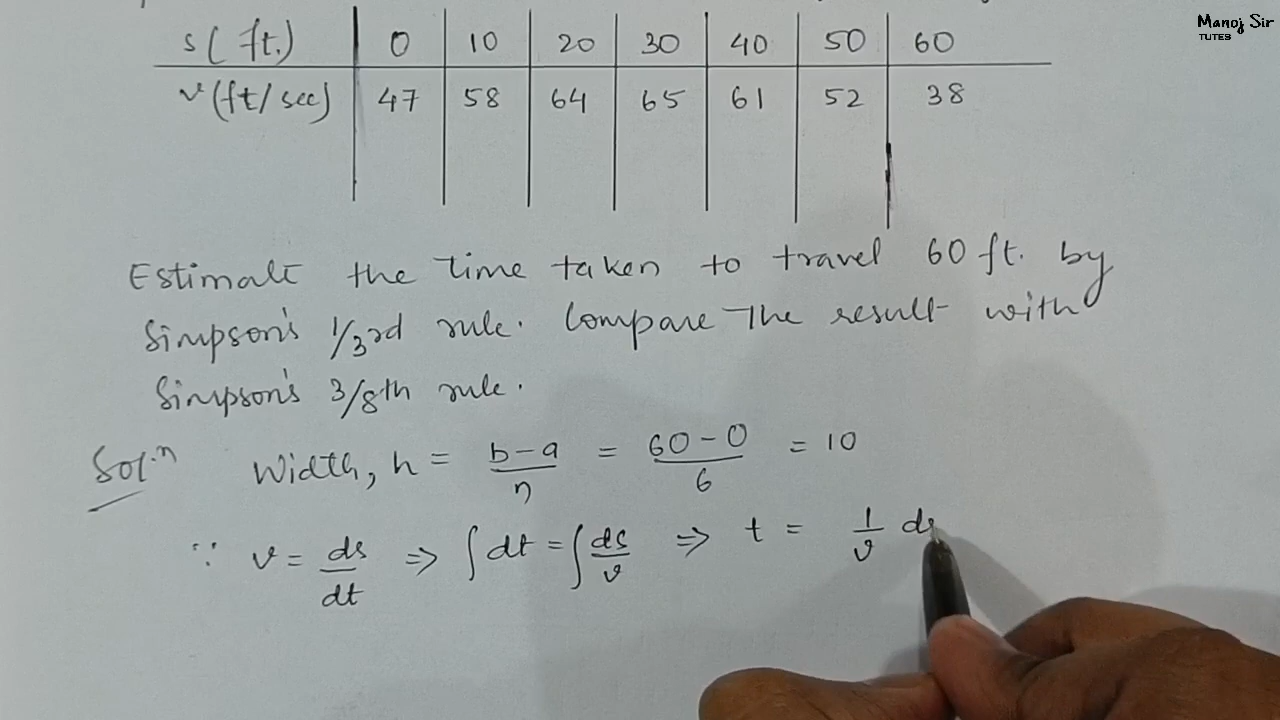 Manoj Sir
TUTES
s( ft.) 0 10 20 30 40 50 60
v(ft/sec) 47 58 64 65 61 52 38
Estimate the time taken to travel 60 ft. by
Simpson's 1/3rd rule. Compare the result with
Simpson's 3/8th rule.
Sol.n Width, h = b-a/n = 60-0/6 = 10
∵ v = ds/dt ⇒ ∫dt = ∫ds/v ⇒ t = 1/v ds